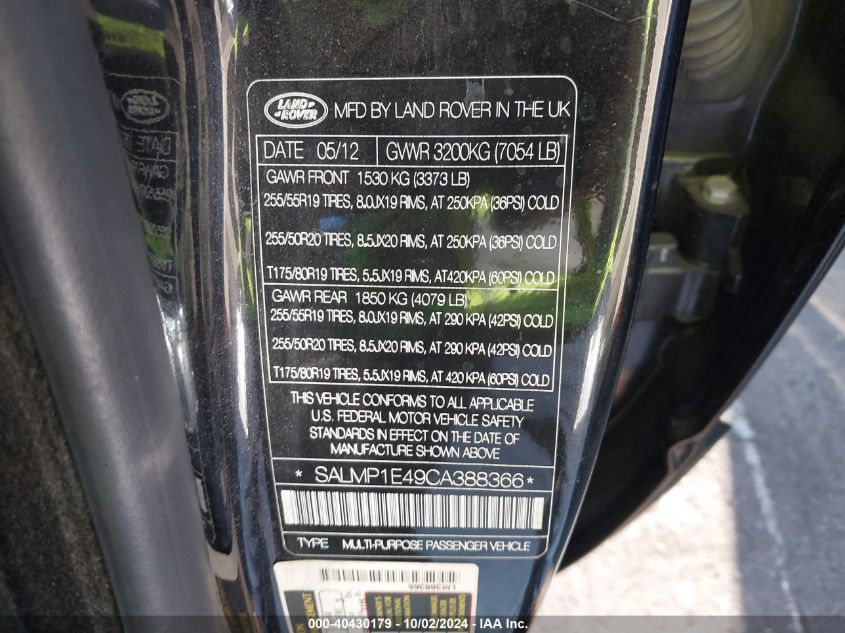 LAND ROVER
MFD BY LAND ROVER IN THE UK
DATE 05/12 GVWR 3200KG (7054 LB)
GAWR FRONT 1530 KG (3373 LB)
255/55R19 TIRES, 8.0JX19 RIMS, AT 250KPA (36PSI) COLD
255/50R20 TIRES, 8.5JX20 RIMS, AT 250KPA (36PSI) COLD
T175/80R19 TIRES, 5.5JX19 RIMS, AT420KPA (60PSI) COLD
GAWR REAR 1850 KG (4079 LB)
255/55R19 TIRES, 8.0JX19 RIMS, AT 290 KPA (42PSI) COLD
255/50R20 TIRES, 8.5JX20 RIMS, AT 290 KPA (42PSI) COLD
T175/80R19 TIRES, 5.5JX19 RIMS, AT 420 KPA (60PSI) COLD
THIS VEHICLE CONFORMS TO ALL APPLICABLE
U.S. FEDERAL MOTOR VEHICLE SAFETY
STANDARDS IN EFFECT ON THE DATE OF
MANUFACTURE SHOWN ABOVE
* SALMP1E49CA388366 *
TYPE MULTI-PURPOSE PASSENGER VEHICLE
LM388366
000-40430179 - 10/02/2024 - IAA Inc.